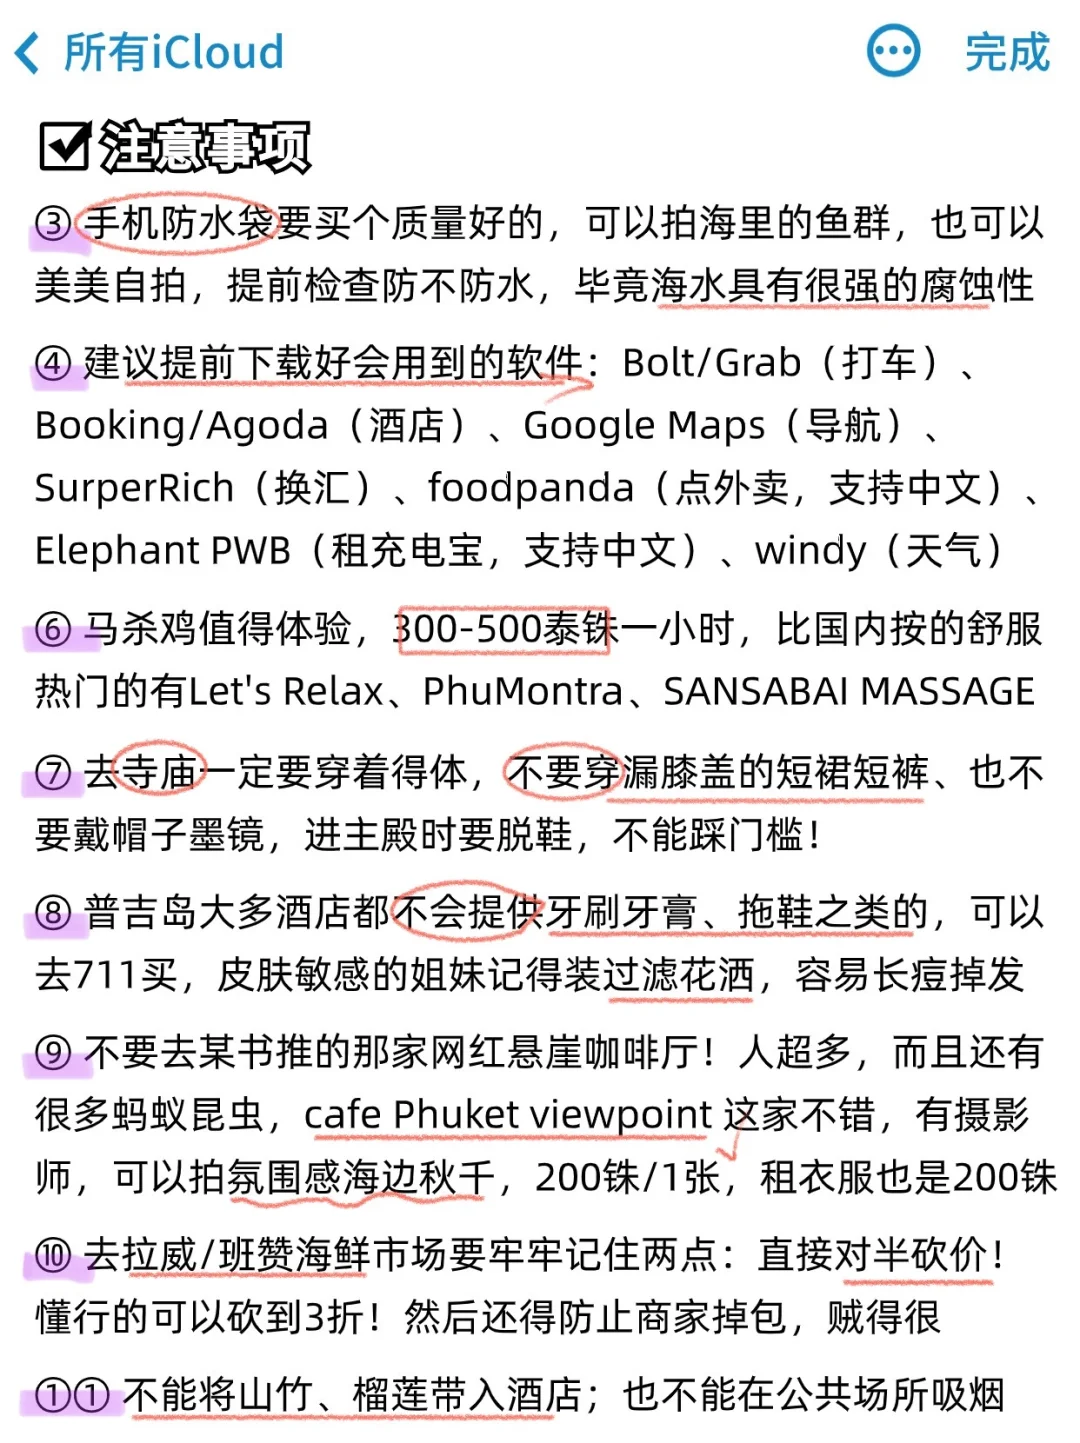 所有iCloud
完成
注意事项
③ 手机防水袋要买个质量好的，可以拍海里的鱼群，也可以
美美自拍，提前检查防不防水，毕竟海水具有很强的腐蚀性
④ 建议提前下载好会用到的软件：Bolt/Grab（打车）、
Booking/Agoda（酒店）、Google Maps（导航）、
SurperRich（换汇）、foodpanda（点外卖，支持中文）、
Elephant PWB（租充电宝，支持中文）、windy（天气）
⑥ 马杀鸡值得体验，300-500泰铢一小时，比国内按的舒服
热门的有Let's Relax、PhuMontra、SANSABAI MASSAGE
⑦ 去寺庙一定要穿着得体，不要穿漏膝盖的短裙短裤、也不
要戴帽子墨镜，进主殿时要脱鞋，不能踩门槛！
⑧ 普吉岛大多酒店都不会提供牙刷牙膏、拖鞋之类的，可以
去711买，皮肤敏感的姐妹记得装过滤花洒，容易长痘掉发
⑨ 不要去某书推的那家网红悬崖咖啡厅！人超多，而且还有
很多蚂蚁昆虫，cafe Phuket viewpoint 这家不错，有摄影
师，可以拍氛围感海边秋千，200铢/1张，租衣服也是200铢
⑩ 去拉威/班赞海鲜市场要牢牢记住两点：直接对半砍价！
懂行的可以砍到3折！然后还得防止商家掉包，贼得很
①① 不能将山竹、榴莲带入酒店；也不能在公共场所吸烟